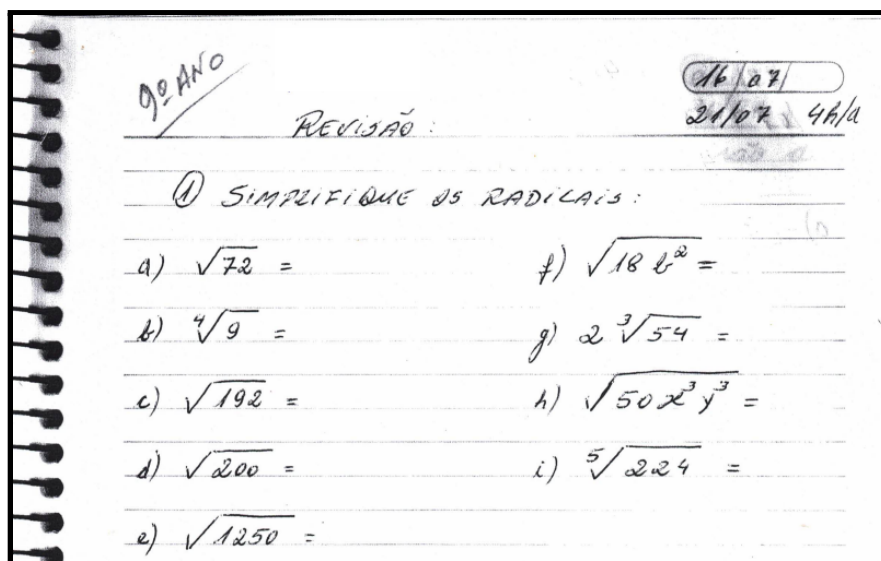 9º ANO
16/07/
21/07 4h/a
REVISÃO:
① SIMPLIFIQUE OS RADICAIS:
a) √72 =
b) ⁴√9 =
c) √192 =
d) √200 =
e) √1250 =
f) √18 b² =
g) 2 ³√54 =
h) √50x³y³ =
i) ⁵√224 =